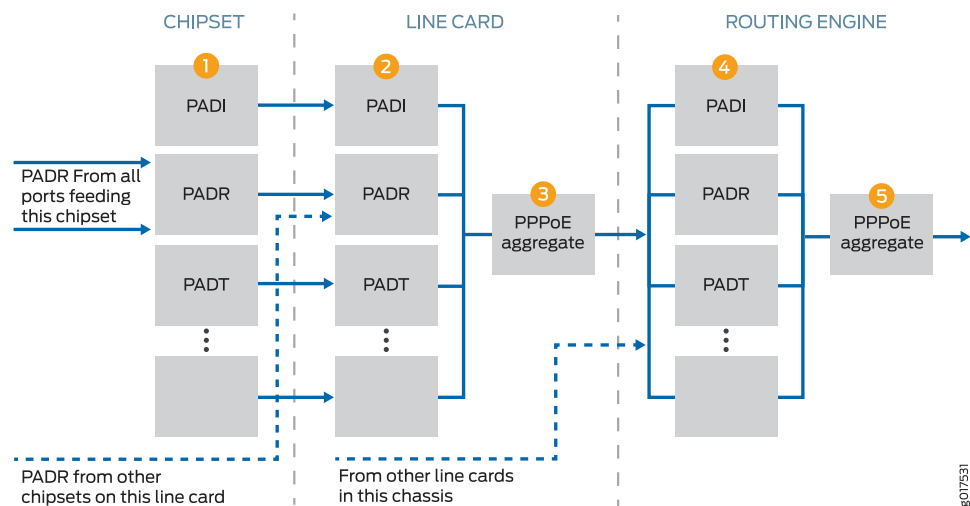 CHIPSET
LINE CARD
ROUTING ENGINE
1
2
4
PADI
PADI
PADI
PADR From all
ports feeding
this chipset
PADR
PADR
PADR
3
PPPoE
aggregate
5
PPPoE
aggregate
PADT
PADT
PADT
PADR from other
chipsets on this line card
From other line cards
in this chassis
g017531